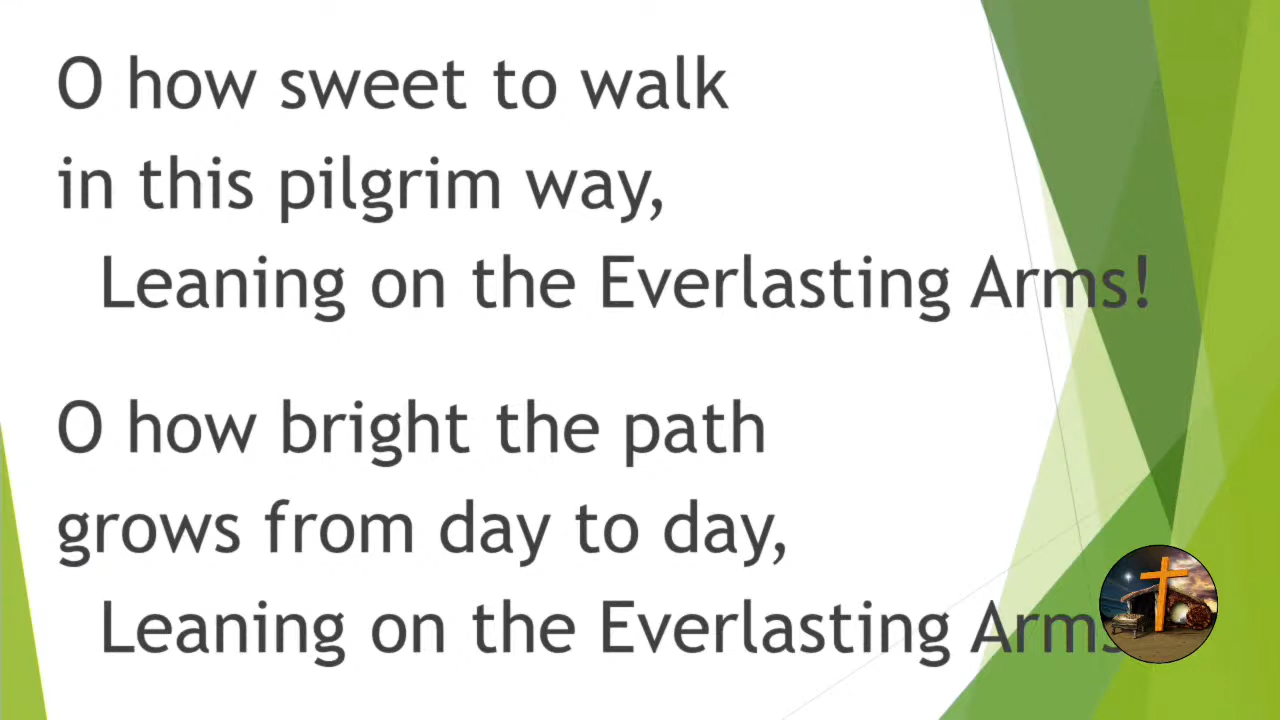 O how sweet to walk
in this pilgrim way,
Leaning on the Everlasting Arms!
O how bright the path
grows from day to day,
Leaning on the Everlasting Arms